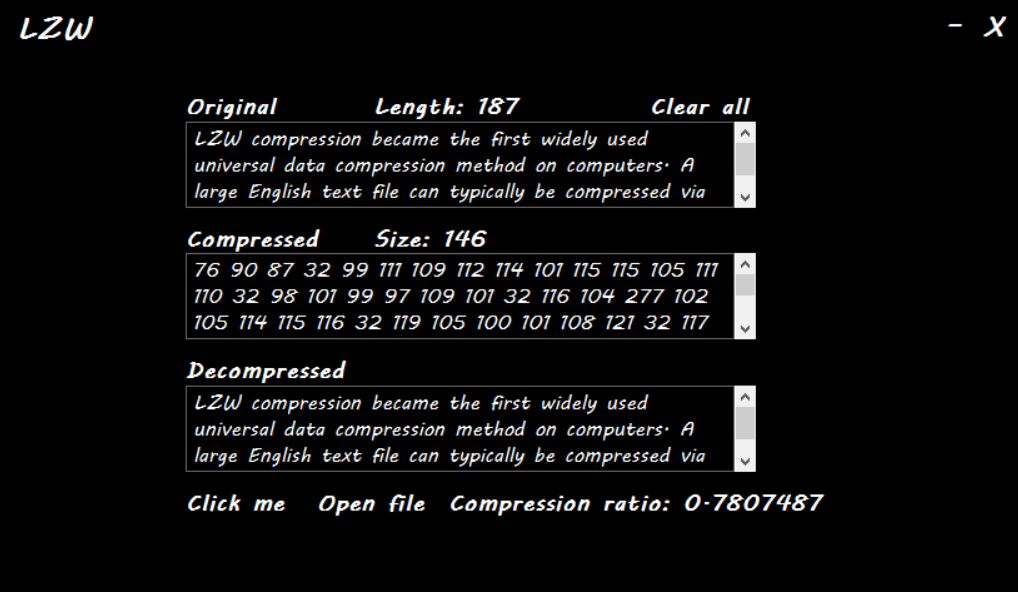 LZW - X
Original Length: 187 Clear all
LZW compression became the first widely used
universal data compression method on computers. A
large English text file can typically be compressed via
Compressed Size: 146
76 90 87 32 99 111 109 112 114 101 115 115 105 111
110 32 98 101 99 97 109 101 32 116 104 277 102
105 114 115 116 32 119 105 100 101 108 121 32 117
Decompressed
LZW compression became the first widely used
universal data compression method on computers. A
large English text file can typically be compressed via
Click me Open file Compression ratio: 0.7807487